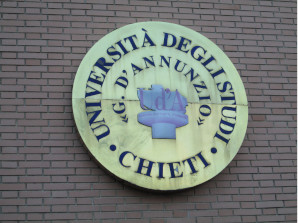 UNIVERSITÀ DEGLI STUDI
«G. D'ANNUNZIO»
d'A
· CHIETI ·